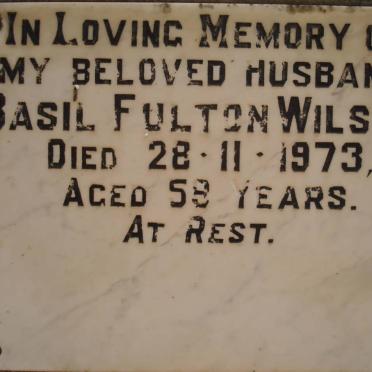 IN LOVING MEMORY
MY BELOVED HUSBAN
BASIL FULTON WILS
DIED 28·11·1973,
AGED 58 YEARS.
AT REST.